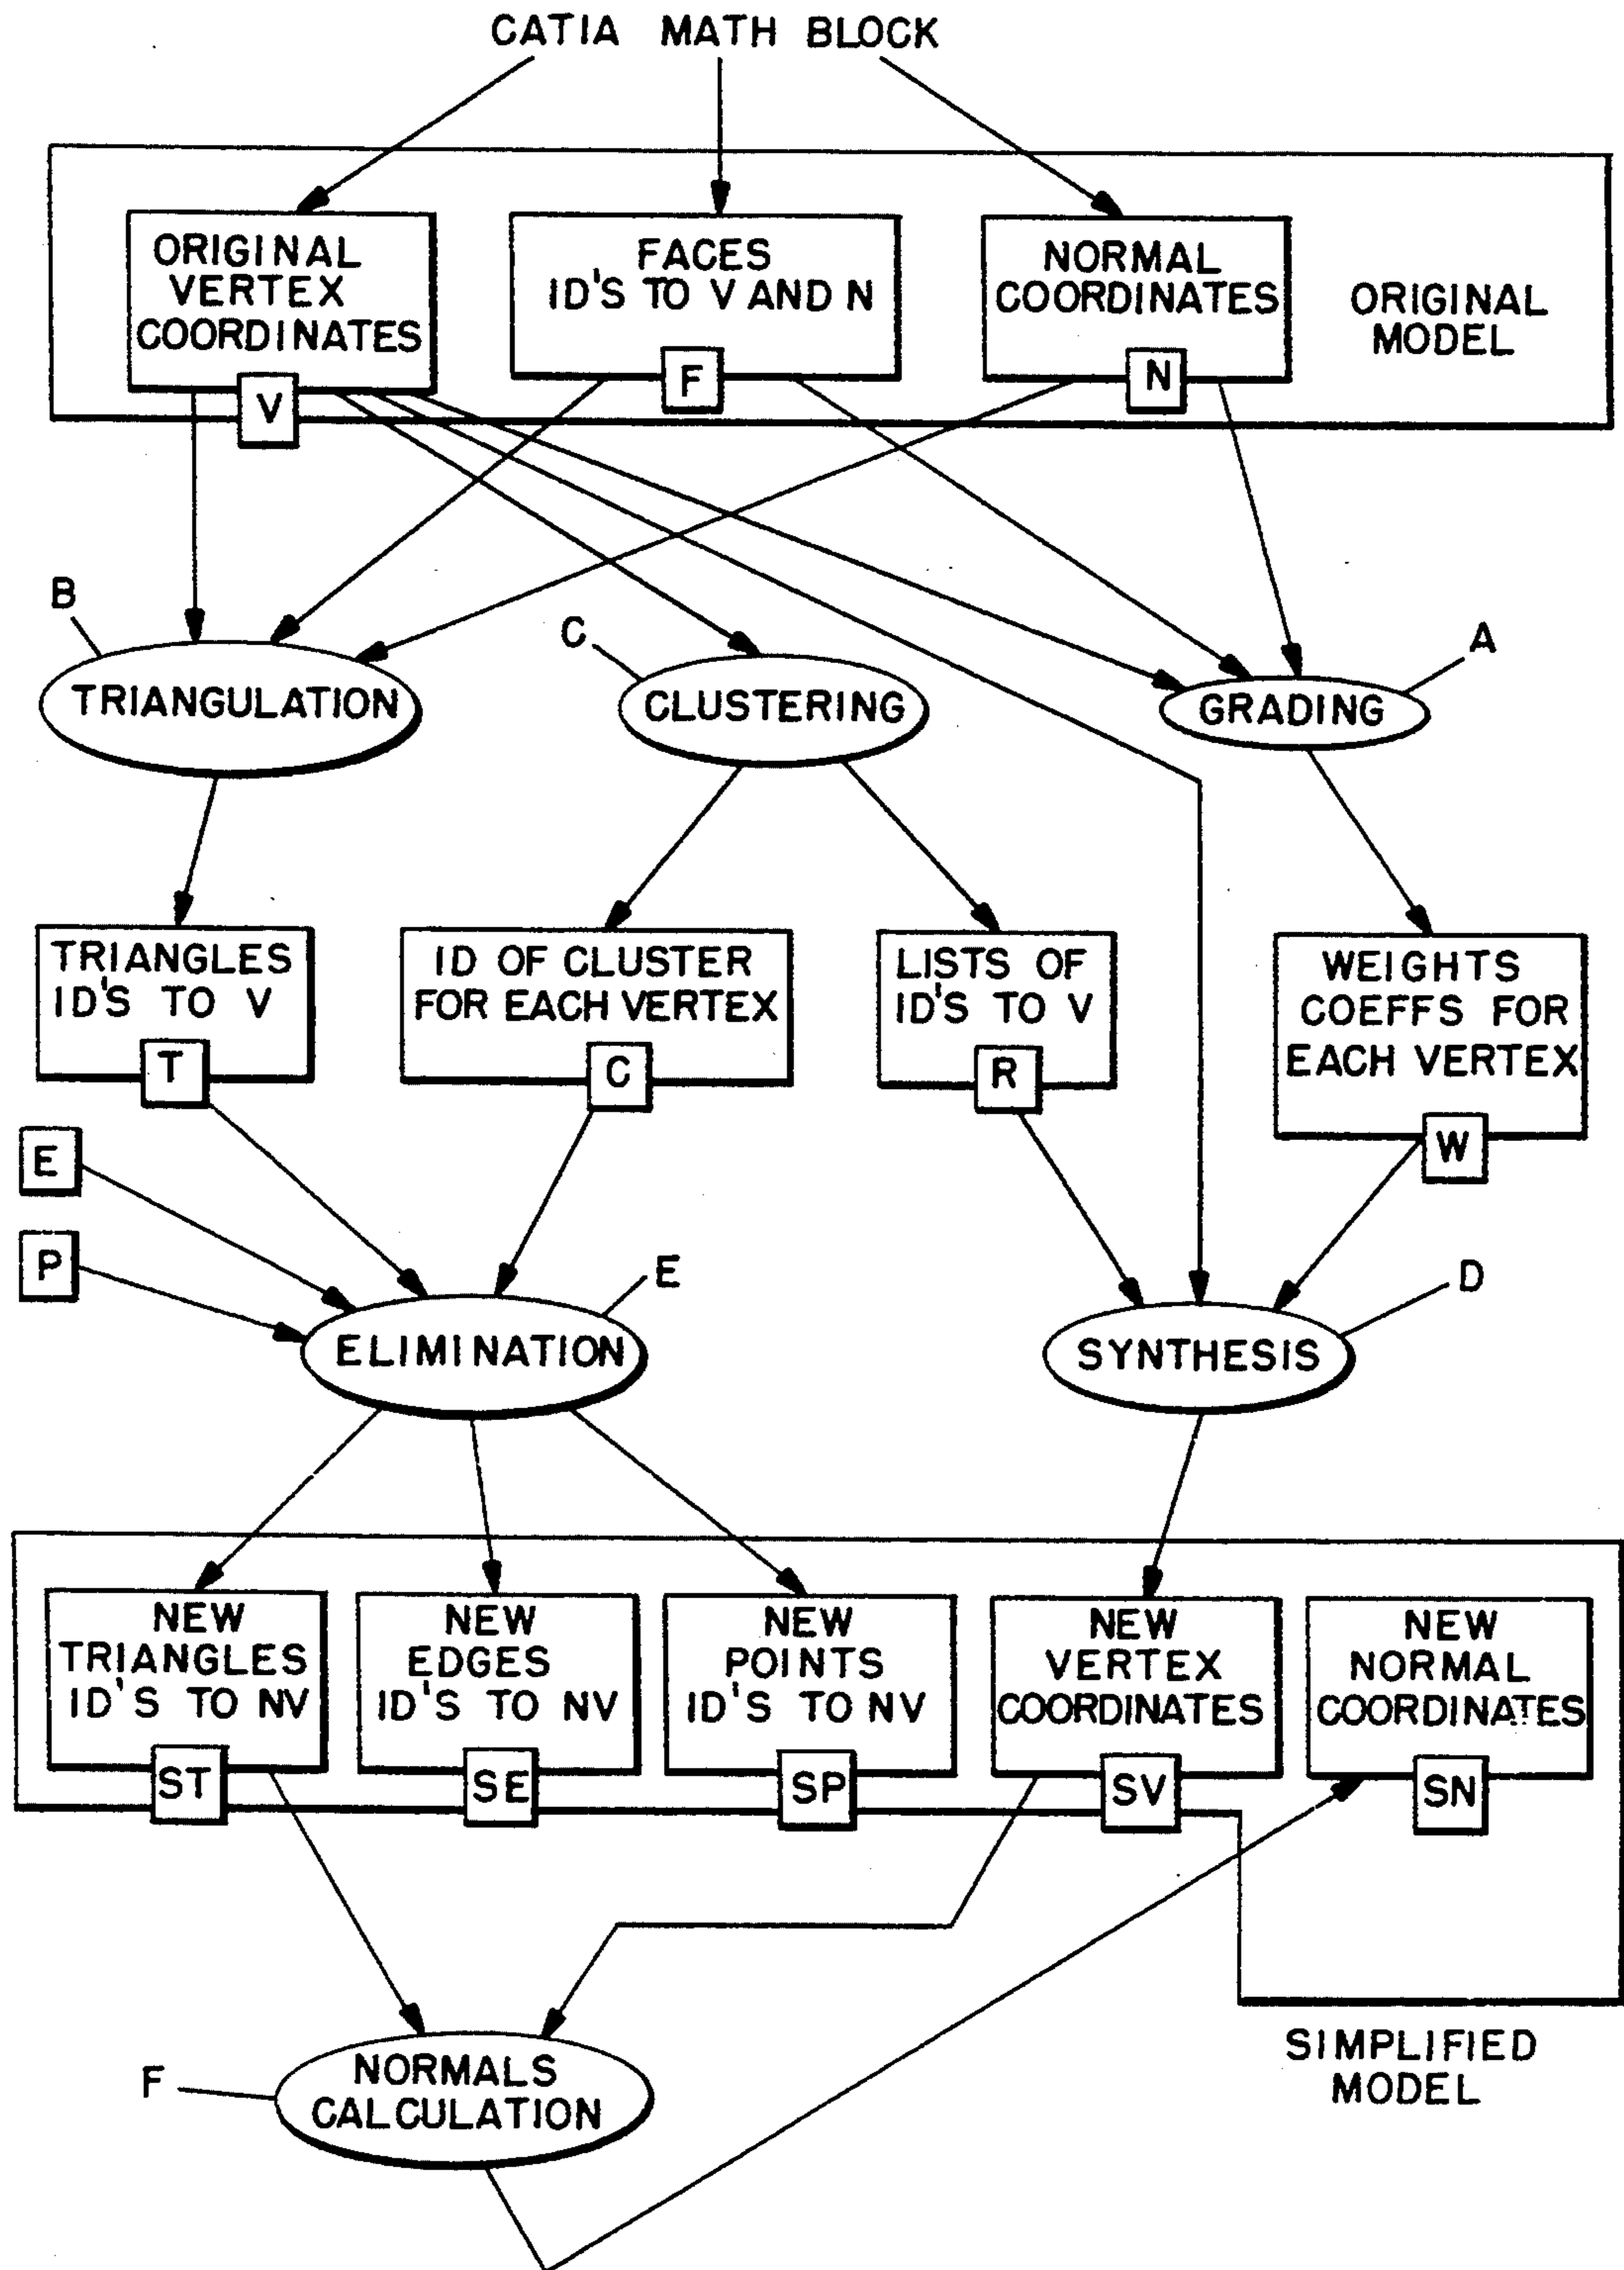 CATIA MATH BLOCK
ORIGINAL
VERTEX
COORDINATES
V
FACES
ID'S TO V AND N
F
NORMAL
COORDINATES
N
ORIGINAL
MODEL
B
TRIANGULATION
C
CLUSTERING
A
GRADING
TRIANGLES
ID'S TO V
T
ID OF CLUSTER
FOR EACH VERTEX
C
LISTS OF
ID'S TO V
R
WEIGHTS
COEFFS FOR
EACH VERTEX
W
E
P
E
ELIMINATION
D
SYNTHESIS
NEW
TRIANGLES
ID'S TO NV
ST
NEW
EDGES
ID'S TO NV
SE
NEW
POINTS
ID'S TO NV
SP
NEW
VERTEX
COORDINATES
SV
NEW
NORMAL
COORDINATES
SN
SIMPLIFIED
MODEL
F
NORMALS
CALCULATION